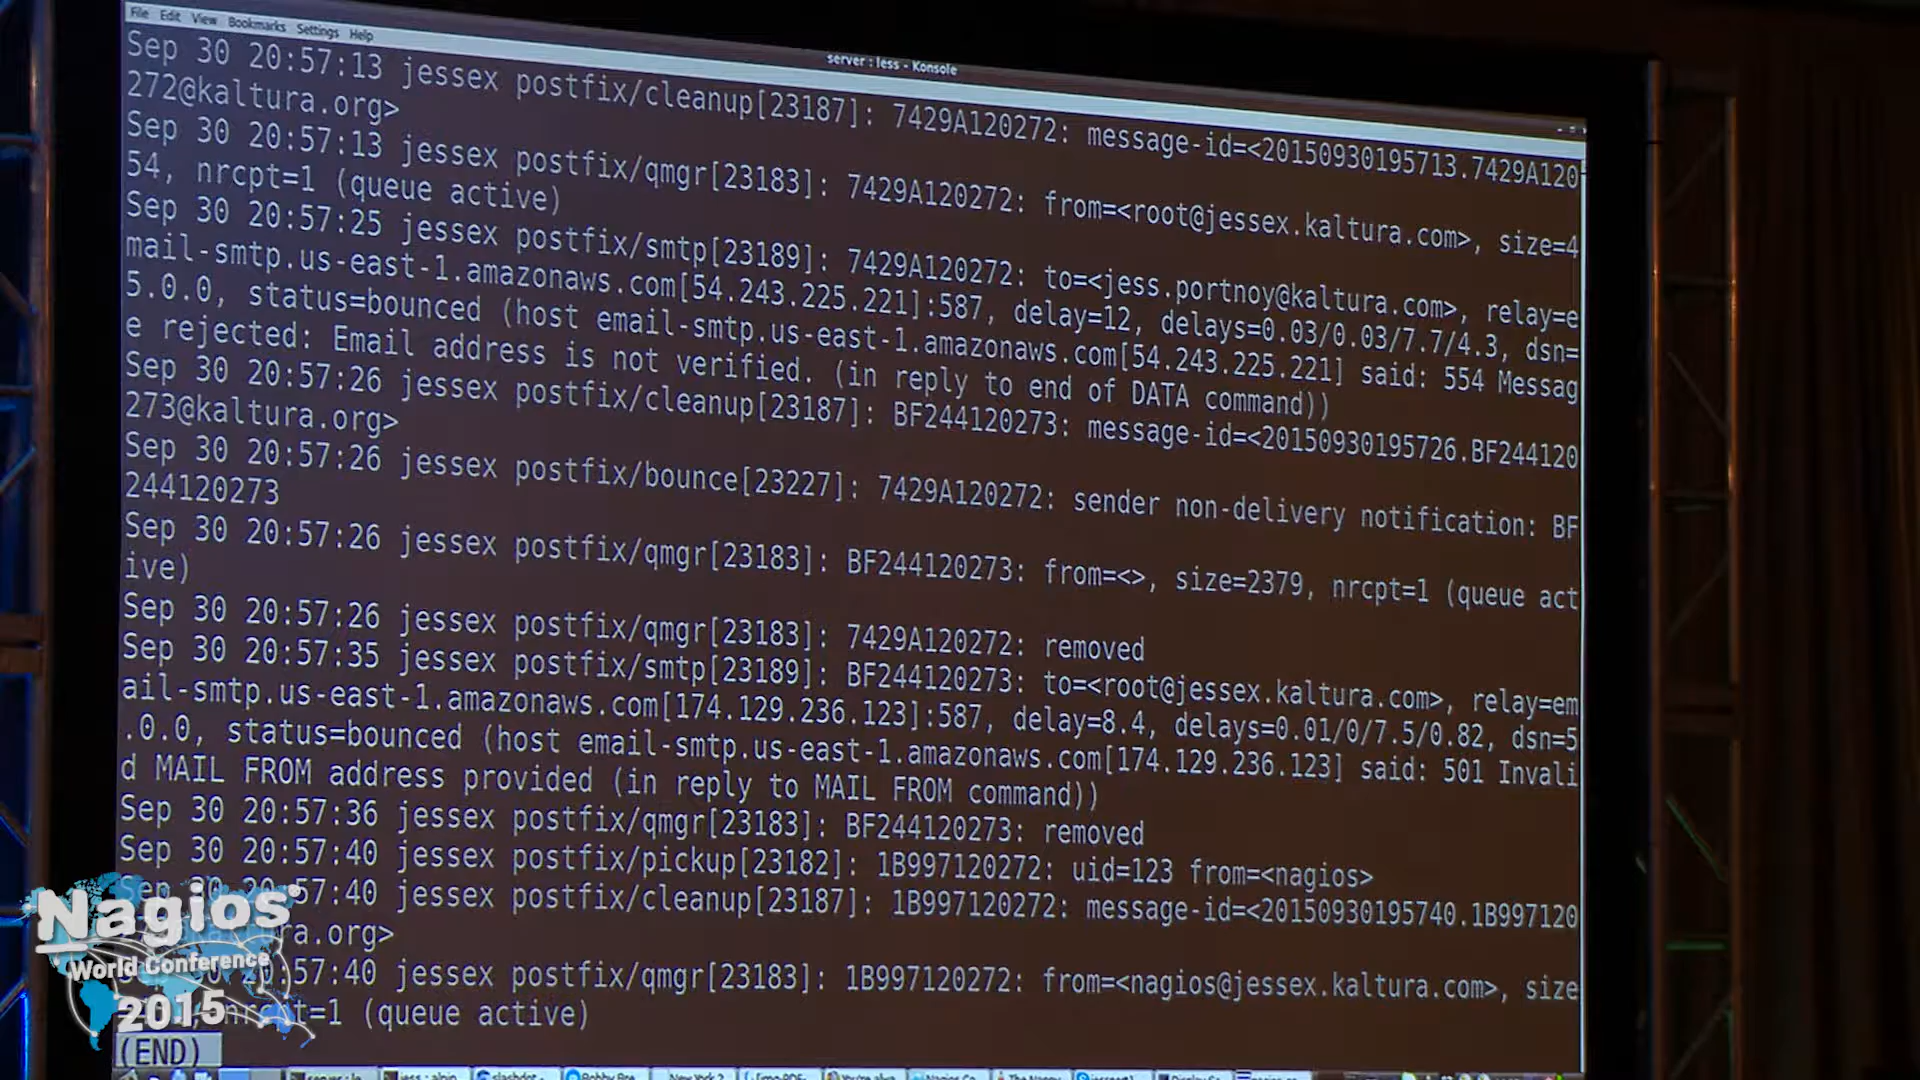 File Edit View Bookmarks Settings Help
server : less - Konsole
Sep 30 20:57:13 jessex postfix/cleanup[23187]: 7429A120272: message-id=<20150930195713.7429A120
272@kaltura.org>
Sep 30 20:57:13 jessex postfix/qmgr[23183]: 7429A120272: from=<root@jessex.kaltura.com>, size=4
54, nrcpt=1 (queue active)
Sep 30 20:57:25 jessex postfix/smtp[23189]: 7429A120272: to=<jess.portnoy@kaltura.com>, relay=e
mail-smtp.us-east-1.amazonaws.com[54.243.225.221]:587, delay=12, delays=0.03/0.03/7.7/4.3, dsn=
5.0.0, status=bounced (host email-smtp.us-east-1.amazonaws.com[54.243.225.221] said: 554 Messag
e rejected: Email address is not verified. (in reply to end of DATA command))
Sep 30 20:57:26 jessex postfix/cleanup[23187]: BF244120273: message-id=<20150930195726.BF244120
273@kaltura.org>
Sep 30 20:57:26 jessex postfix/bounce[23227]: 7429A120272: sender non-delivery notification: BF
244120273
Sep 30 20:57:26 jessex postfix/qmgr[23183]: BF244120273: from=<>, size=2379, nrcpt=1 (queue act
ive)
Sep 30 20:57:26 jessex postfix/qmgr[23183]: 7429A120272: removed
Sep 30 20:57:35 jessex postfix/smtp[23189]: BF244120273: to=<root@jessex.kaltura.com>, relay=em
ail-smtp.us-east-1.amazonaws.com[174.129.236.123]:587, delay=8.4, delays=0.01/0/7.5/0.82, dsn=5
.0.0, status=bounced (host email-smtp.us-east-1.amazonaws.com[174.129.236.123] said: 501 Invali
d MAIL FROM address provided (in reply to MAIL FROM command))
Sep 30 20:57:36 jessex postfix/qmgr[23183]: BF244120273: removed
Sep 30 20:57:40 jessex postfix/pickup[23182]: 1B997120272: uid=123 from=<nagios>
Sep 30 20:57:40 jessex postfix/cleanup[23187]: 1B997120272: message-id=<20150930195740.1B997120
ra.org>
:57:40 jessex postfix/qmgr[23183]: 1B997120272: from=<nagios@jessex.kaltura.com>, size
nrcpt=1 (queue active)
(END)
Nagios
World Conference
2015